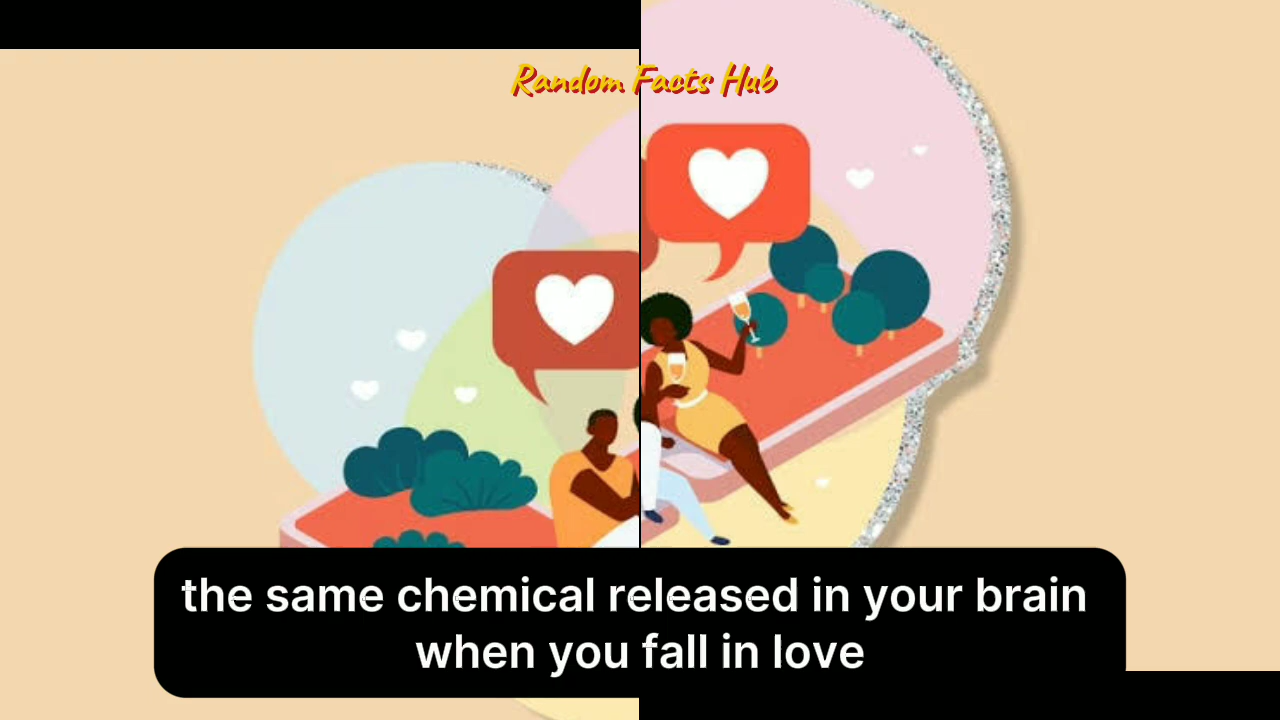 Random Facts Hub
the same chemical released in your brain
when you fall in love